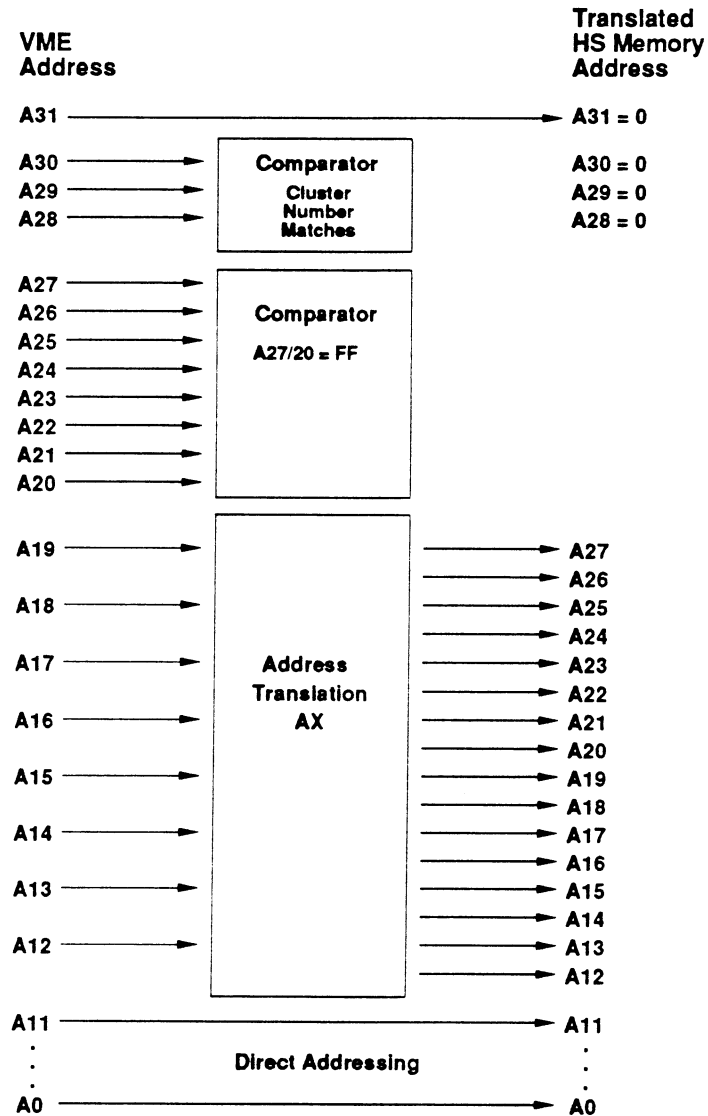 VME
Address
Translated
HS Memory
Address
A31
A31 = 0
A30
A29
A28
Comparator
Cluster
Number
Matches
A30 = 0
A29 = 0
A28 = 0
A27
A26
A25
A24
A23
A22
A21
A20
Comparator
A27/20 = FF
A19
A18
A17
A16
A15
A14
A13
A12
Address
Translation
AX
A27
A26
A25
A24
A23
A22
A21
A20
A19
A18
A17
A16
A15
A14
A13
A12
A11
A11
Direct Addressing
A0
A0